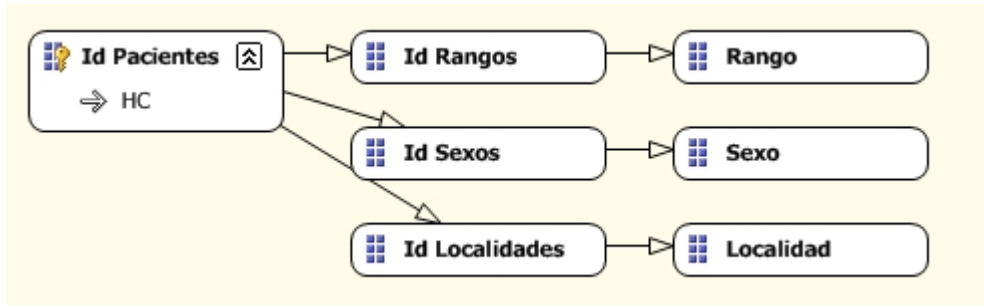 Id Pacientes
HC
Id Rangos
Rango
Id Sexos
Sexo
Id Localidades
Localidad